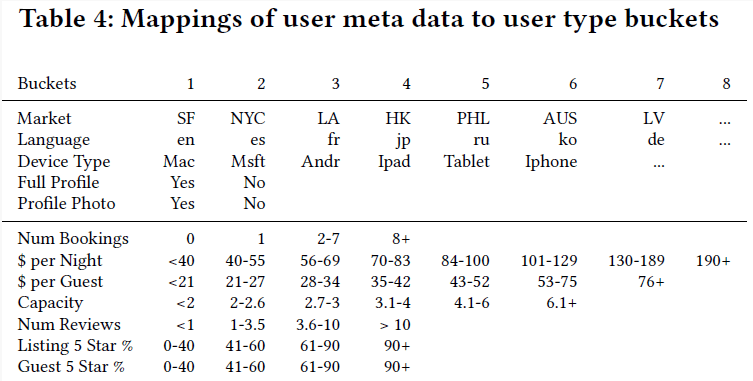 Table 4: Mappings of user meta data to user type buckets
Buckets 1 2 3 4 5 6 7 8
Market SF NYC LA HK PHL AUS LV ...
Language en es fr jp ru ko de ...
Device Type Mac Msft Andr Ipad Tablet Iphone ...
Full Profile Yes No
Profile Photo Yes No
Num Bookings 0 1 2-7 8+
$ per Night <40 40-55 56-69 70-83 84-100 101-129 130-189 190+
$ per Guest <21 21-27 28-34 35-42 43-52 53-75 76+
Capacity <2 2-2.6 2.7-3 3.1-4 4.1-6 6.1+
Num Reviews <1 1-3.5 3.6-10 > 10
Listing 5 Star % 0-40 41-60 61-90 90+
Guest 5 Star % 0-40 41-60 61-90 90+